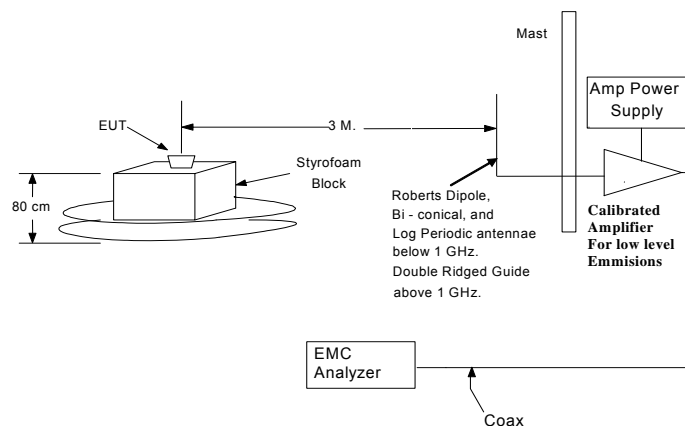 Mast
Amp Power
Supply
EUT
3 M.
Styrofoam
Block
80 cm
Roberts Dipole,
Bi - conical, and
Log Periodic antennae
below 1 GHz.
Double Ridged Guide
above 1 GHz.
Calibrated
Amplifier
For low level
Emmisions
EMC
Analyzer
Coax